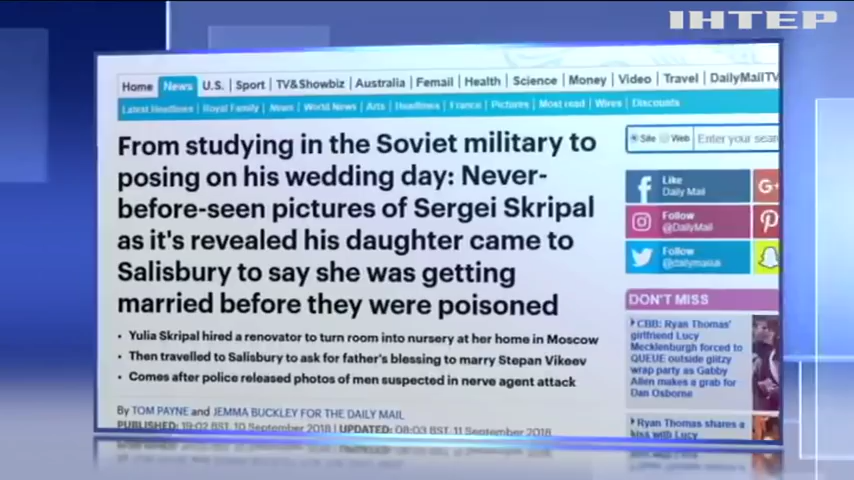 ІНТЕР
Home News U.S. Sport TV&Showbiz Australia Femail Health Science Money Video Travel DailyMailTV
Latest Headlines Royal Family News World News Arts Headlines France Pictures Most read Wires Discounts
From studying in the Soviet military to
posing on his wedding day: Never-
before-seen pictures of Sergei Skripal
as it's revealed his daughter came to
Salisbury to say she was getting
married before they were poisoned
• Yulia Skripal hired a renovator to turn room into nursery at her home in Moscow
• Then travelled to Salisbury to ask for father's blessing to marry Stepan Vikeev
• Comes after police released photos of men suspected in nerve agent attack
By TOM PAYNE and JEMMA BUCKLEY FOR THE DAILY MAIL
PUBLISHED: 19:02 BST, 10 September 2018 | UPDATED: 08:03 BST, 11 September 2018
Site Web Enter your sear
Like
Daily Mail
G+
Follow
@DailyMail
Follow
@dailymailuk
DON'T MISS
CBB: Ryan Thomas'
girlfriend Lucy
Mecklenburgh forced to
QUEUE outside glitzy
wrap party as Gabby
Allen makes a grab for
Dan Osborne
Ryan Thomas shares a
kiss with Lucy